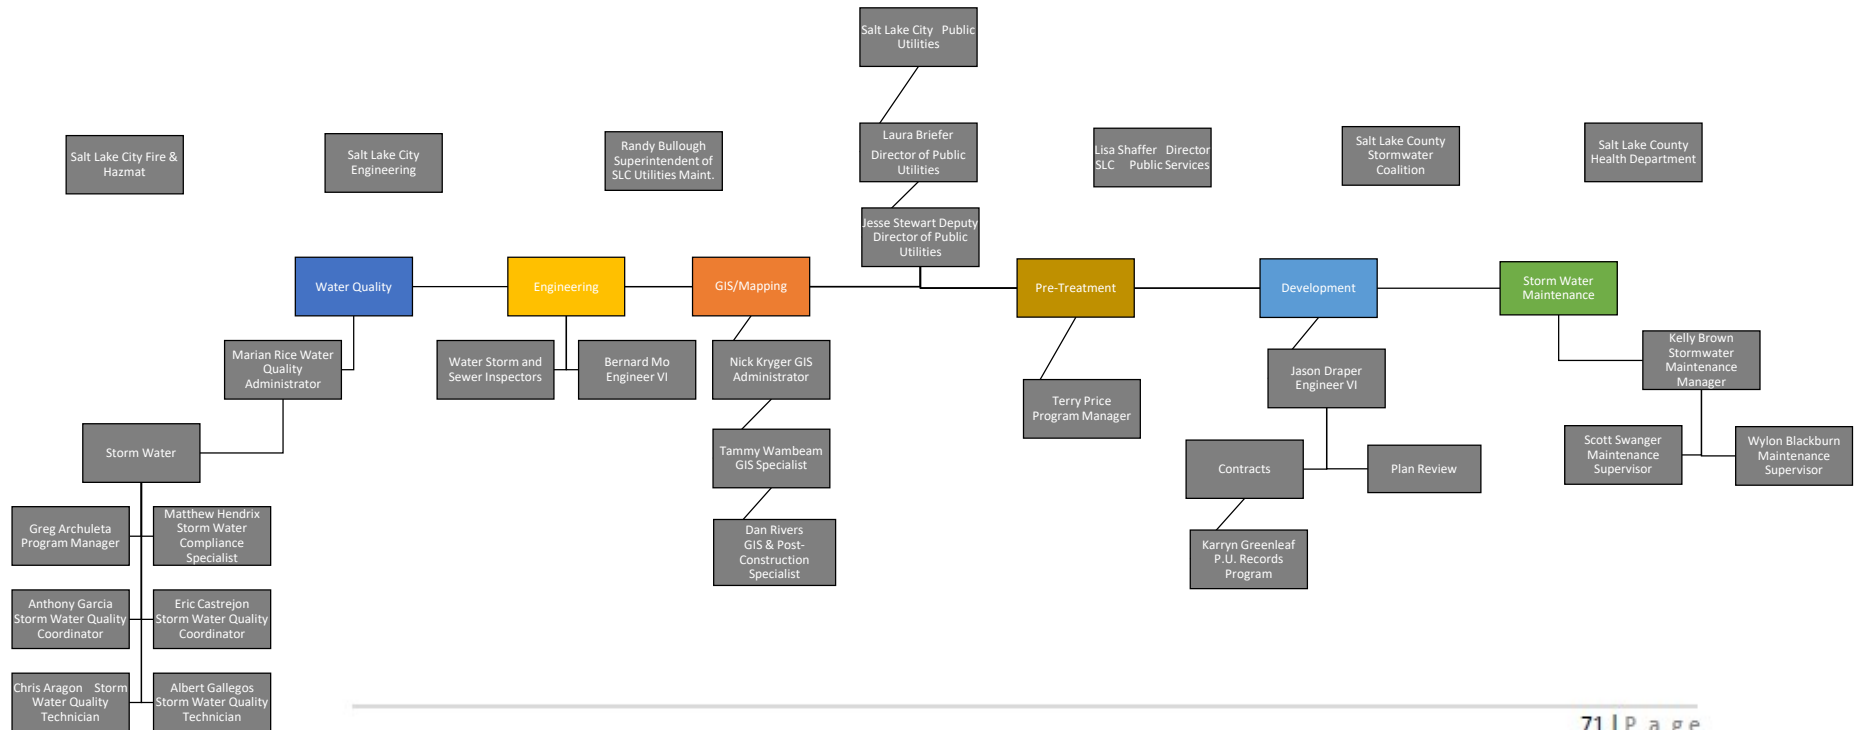 Salt Lake City Public
Utilities
Salt Lake City Fire &
Hazmat
Salt Lake City
Engineering
Randy Bullough
Superintendent of
SLC Utilities Maint.
Laura Briefer
Director of Public
Utilities
Lisa Shaffer Director
SLC Public Services
Salt Lake County
Stormwater
Coalition
Salt Lake County
Health Department
Jesse Stewart Deputy
Director of Public
Utilities
Water Quality
Engineering
GIS/Mapping
Pre-Treatment
Development
Storm Water
Maintenance
Marian Rice Water
Quality
Administrator
Water Storm and
Sewer Inspectors
Bernard Mo
Engineer VI
Nick Kryger GIS
Administrator
Terry Price
Program Manager
Jason Draper
Engineer VI
Kelly Brown
Stormwater
Maintenance
Manager
Storm Water
Tammy Wambeam
GIS Specialist
Contracts
Plan Review
Scott Swanger
Maintenance
Supervisor
Wylon Blackburn
Maintenance
Supervisor
Greg Archuleta
Program Manager
Matthew Hendrix
Storm Water
Compliance
Specialist
Dan Rivers
GIS & Post-
Construction
Specialist
Karryn Greenleaf
P.U. Records
Program
Anthony Garcia
Storm Water Quality
Coordinator
Eric Castrejon
Storm Water Quality
Coordinator
Chris Aragon Storm
Water Quality
Technician
Albert Gallegos
Storm Water Quality
Technician
71 | P a g e